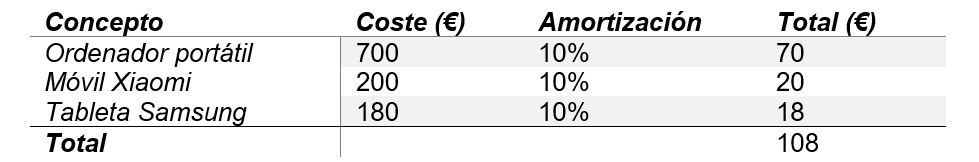 Concepto Coste (€) Amortización Total (€)
Ordenador portátil 700 10% 70
Móvil Xiaomi 200 10% 20
Tableta Samsung 180 10% 18
Total 108